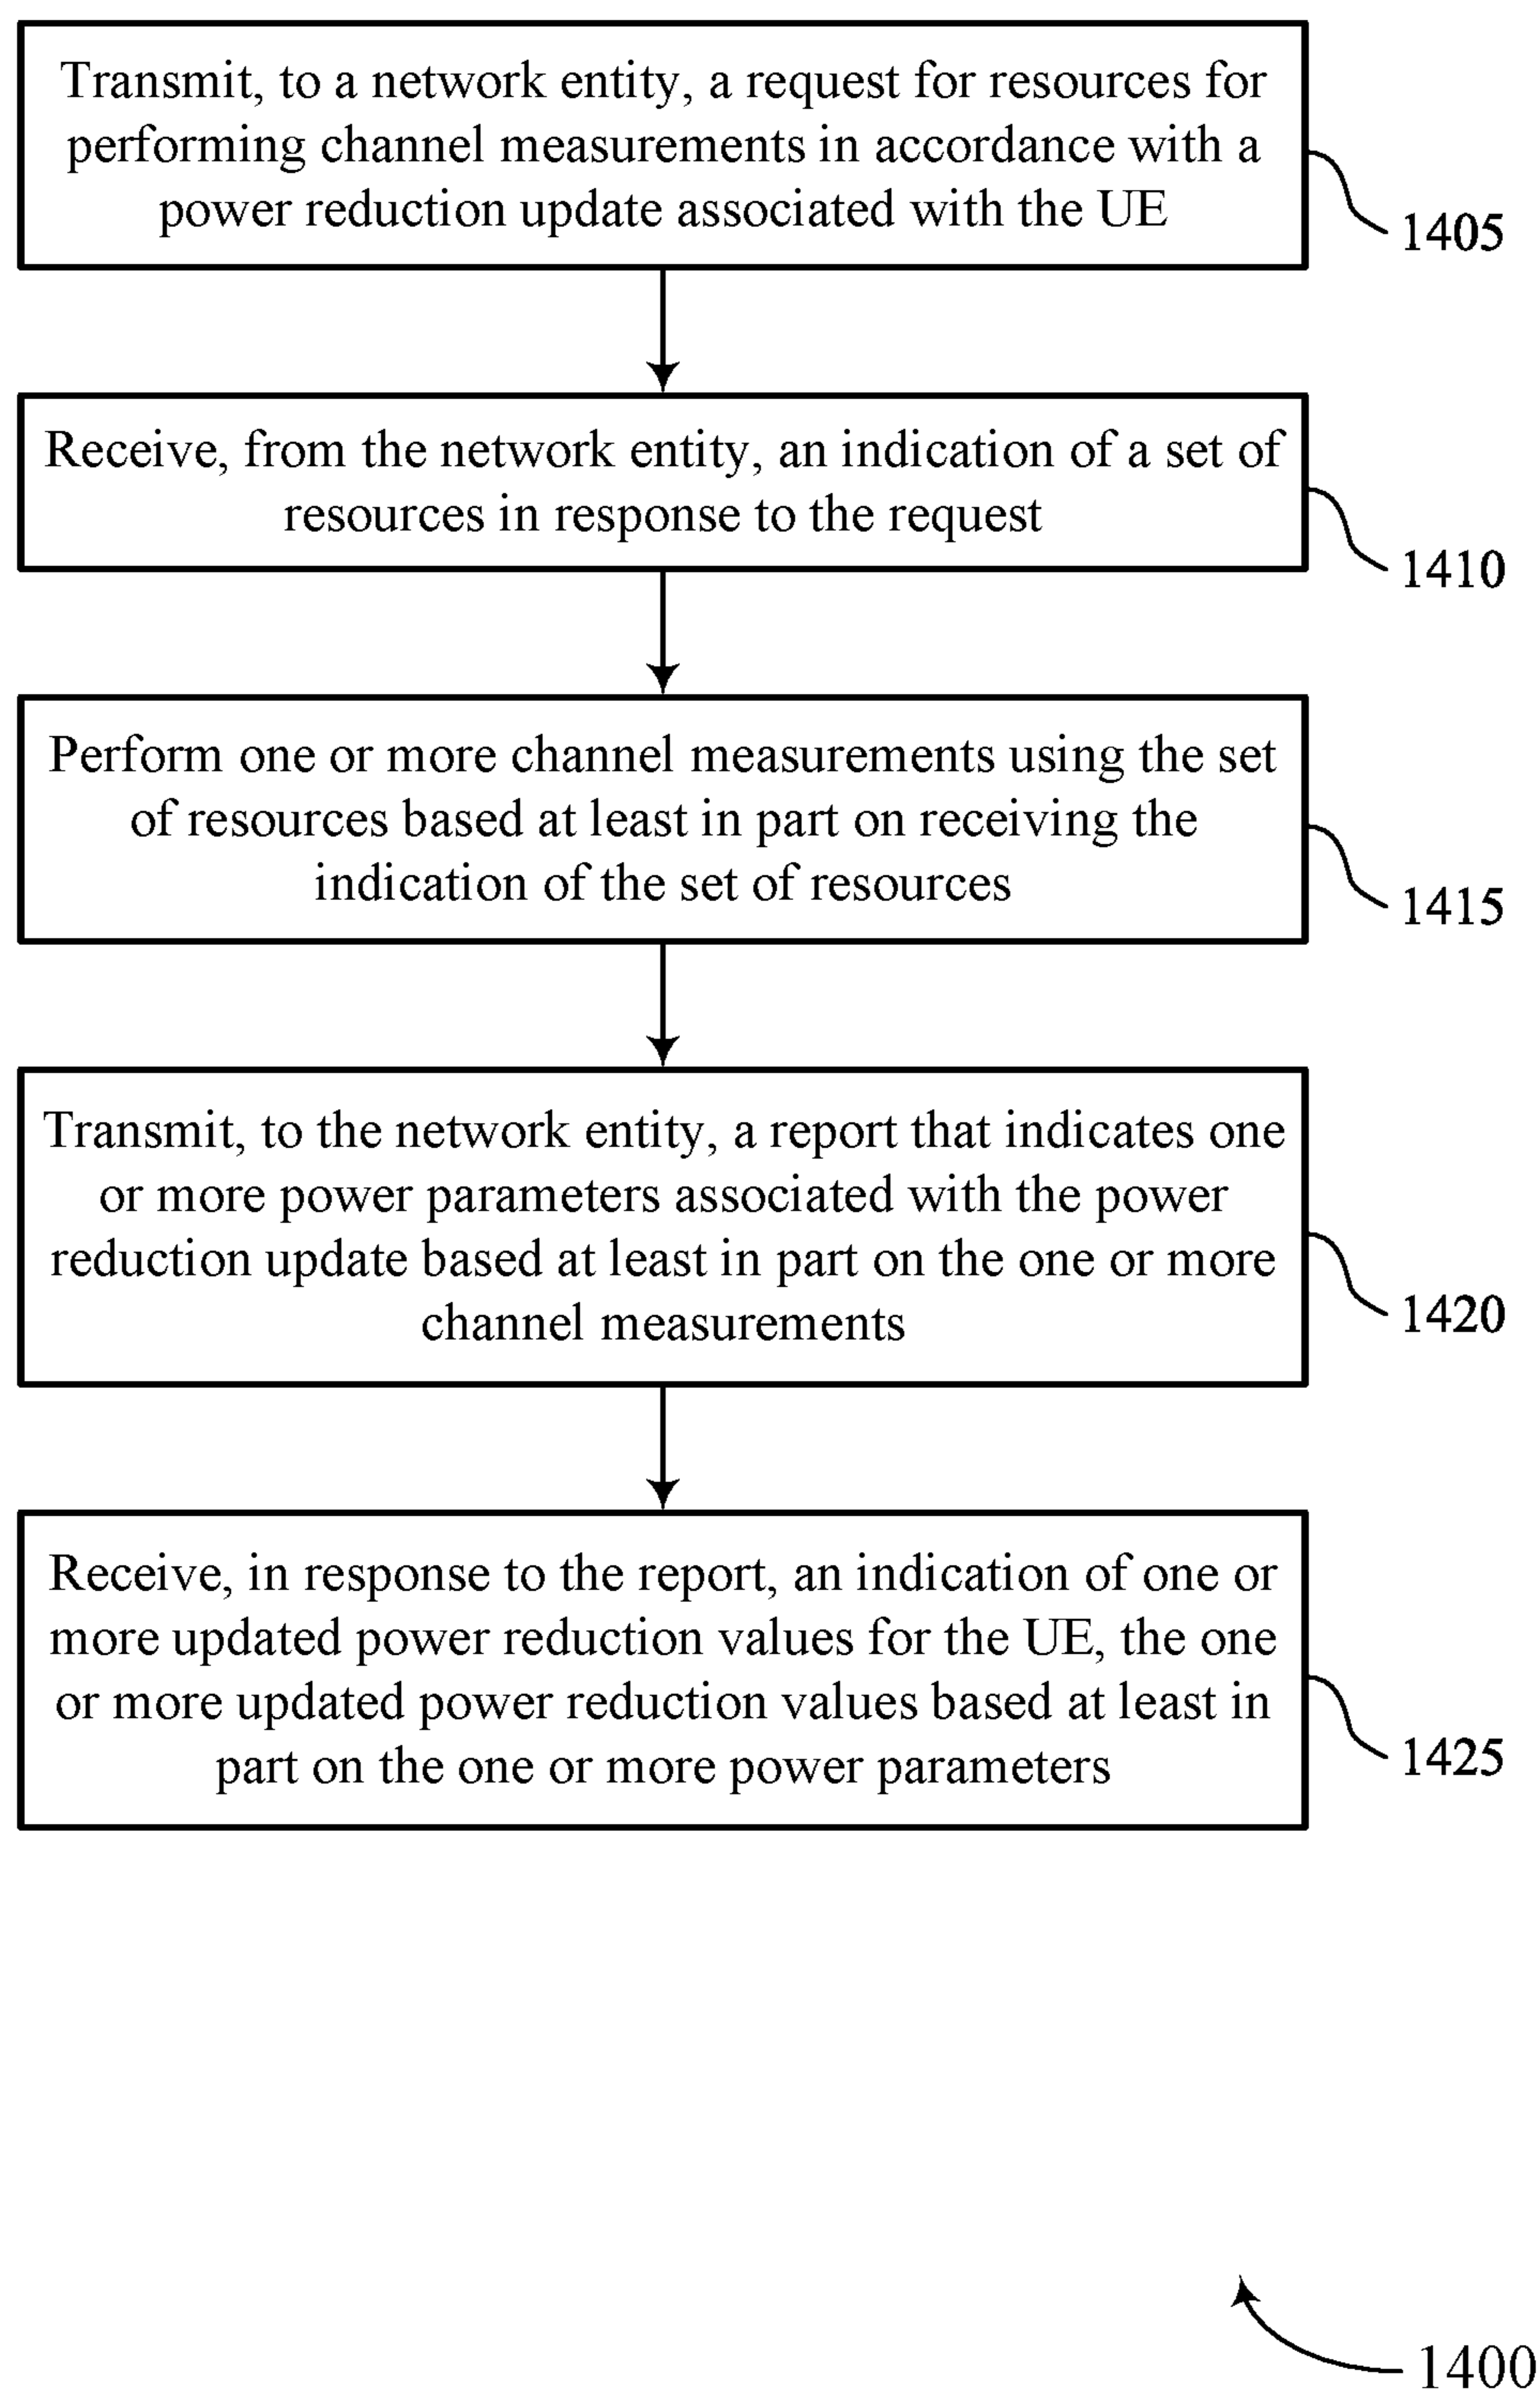 Transmit, to a network entity, a request for resources for
performing channel measurements in accordance with a
power reduction update associated with the UE
1405
Receive, from the network entity, an indication of a set of
resources in response to the request
1410
Perform one or more channel measurements using the set
of resources based at least in part on receiving the
indication of the set of resources
1415
Transmit, to the network entity, a report that indicates one
or more power parameters associated with the power
reduction update based at least in part on the one or more
channel measurements
1420
Receive, in response to the report, an indication of one or
more updated power reduction values for the UE, the one
or more updated power reduction values based at least in
part on the one or more power parameters
1425
1400